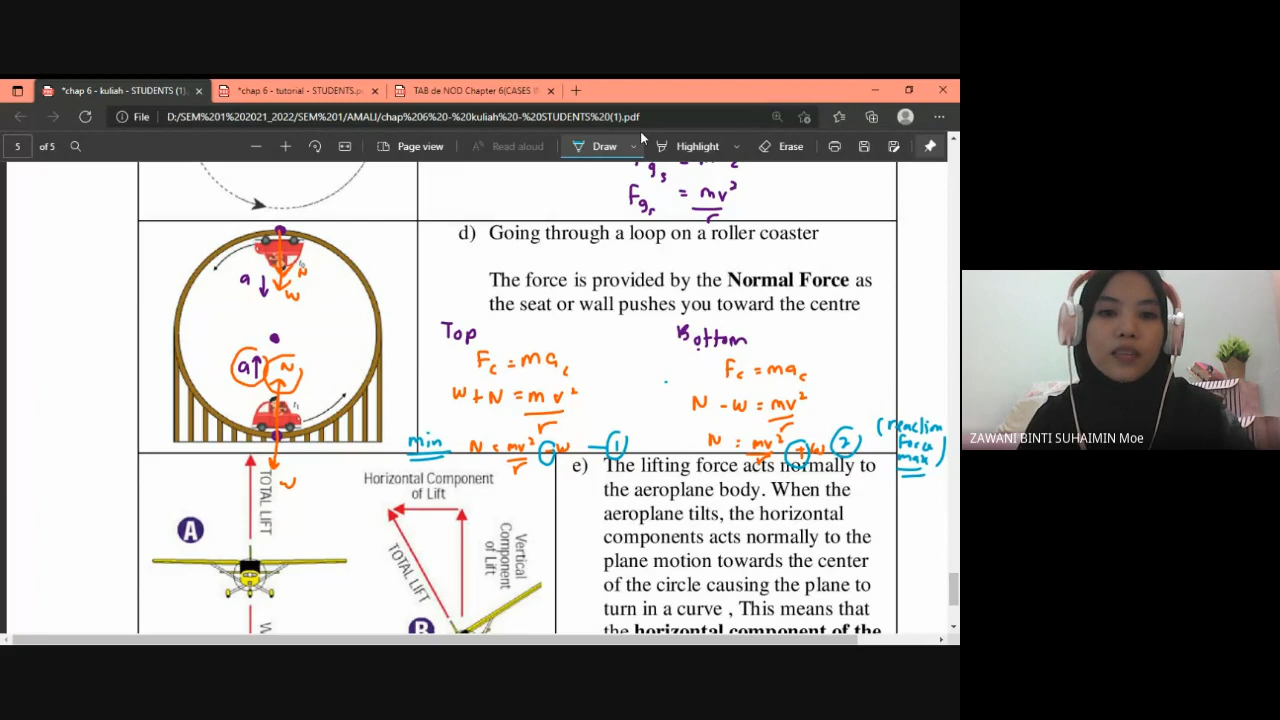 *chap 6 - kuliah - STUDENTS (1).
*chap 6 - tutorial - STUDENTS.p
TAB de NOD Chapter 6(CASES
File
D:/SEM%201%202021_2022/SEM%201/AMALI/chap%206%20-%20kuliah%20-%20STUDENTS%20(1).pdf
5 of 5
Page view
Read aloud
Draw
Highlight
Erase
Fgr = mv²
r
d) Going through a loop on a roller coaster
The force is provided by the Normal Force as
the seat or wall pushes you toward the centre
N
a
w
a N
w
Top
Fc = mac
w + N = mv²
r
min N = mv² - w — 1
r
Bottom
Fc = mac
N - w = mv²
r
N = mv² + w 2
r
(reaction
force
max)
A
TOTAL LIFT
Horizontal Component
of Lift
TOTAL LIFT
Vertical
Component
of Lift
B
e) The lifting force acts normally to
the aeroplane body. When the
aeroplane tilts, the horizontal
components acts normally to the
plane motion towards the center
of the circle causing the plane to
turn in a curve , This means that
the horizontal component of the
ZAWANI BINTI SUHAIMIN Moe